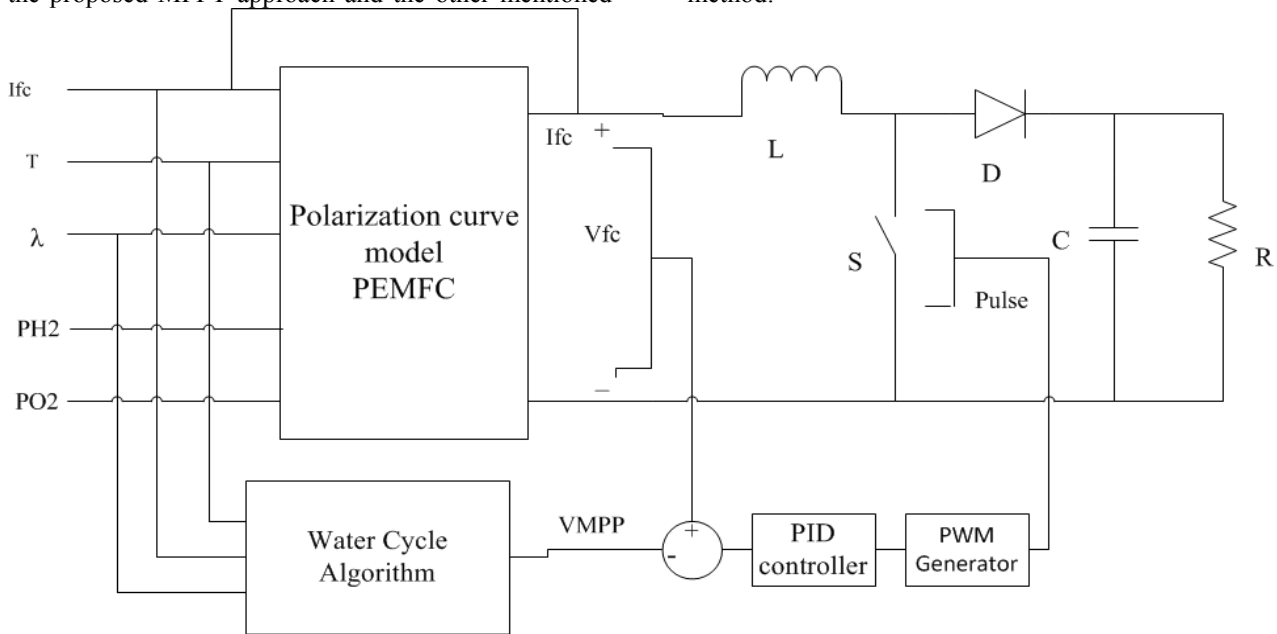 the proposed MPPT approach and the other mentioned
method.
Ifc
T
λ
PH2
PO2
Polarization curve
model
PEMFC
Ifc
+
Vfc
−
L
S
D
Pulse
C
R
Water Cycle
Algorithm
VMPP
+
-
PID
controller
PWM
Generator